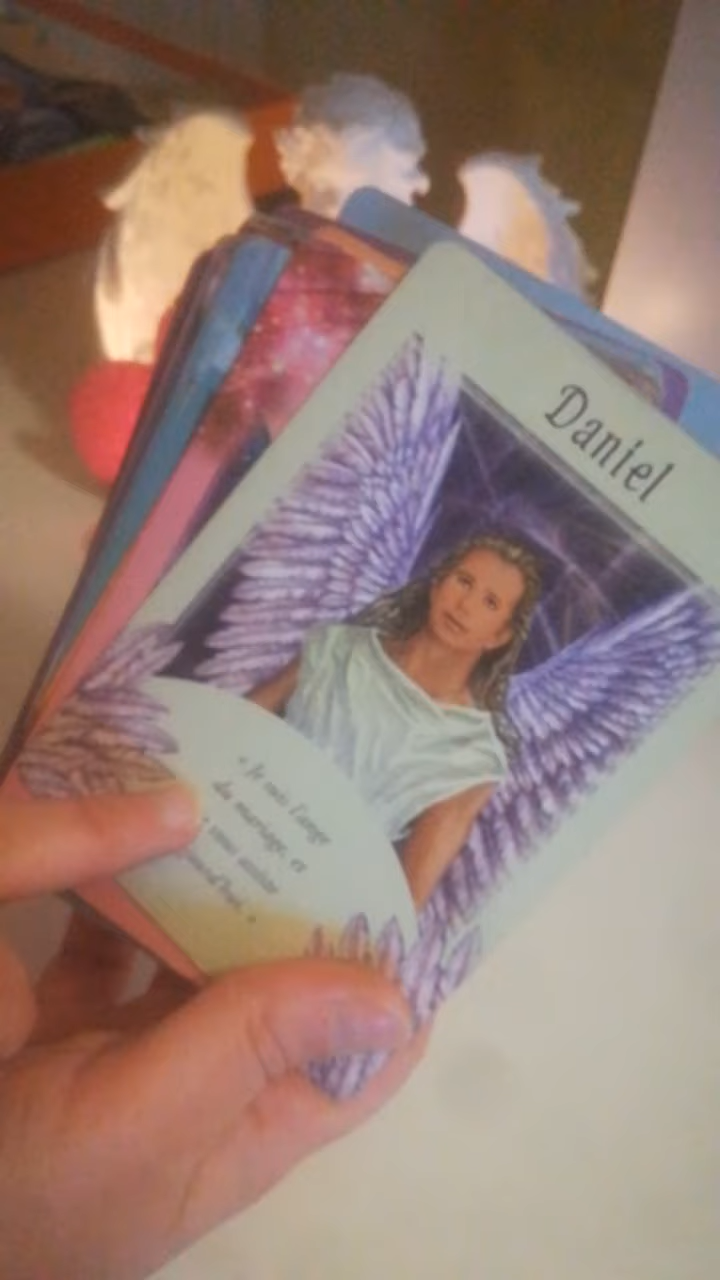 Daniel
« Je suis l'ange
du mariage, et
vous assiste
»